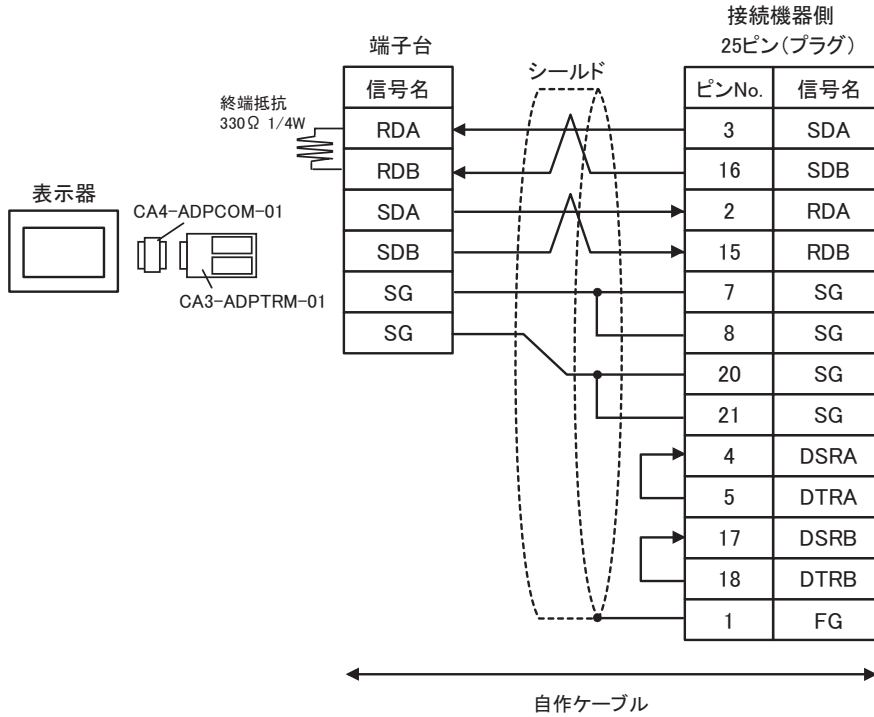 接続機器側
25ピン(プラグ)
端子台
シールド
信号名
ピンNo.
信号名
終端抵抗
330Ω 1/4W
RDA
3
SDA
RDB
16
SDB
表示器
CA4-ADPCOM-01
CA3-ADPTRM-01
SDA
2
RDA
SDB
15
RDB
SG
7
SG
8
SG
SG
20
SG
21
SG
4
DSRA
5
DTRA
17
DSRB
18
DTRB
1
FG
自作ケーブル